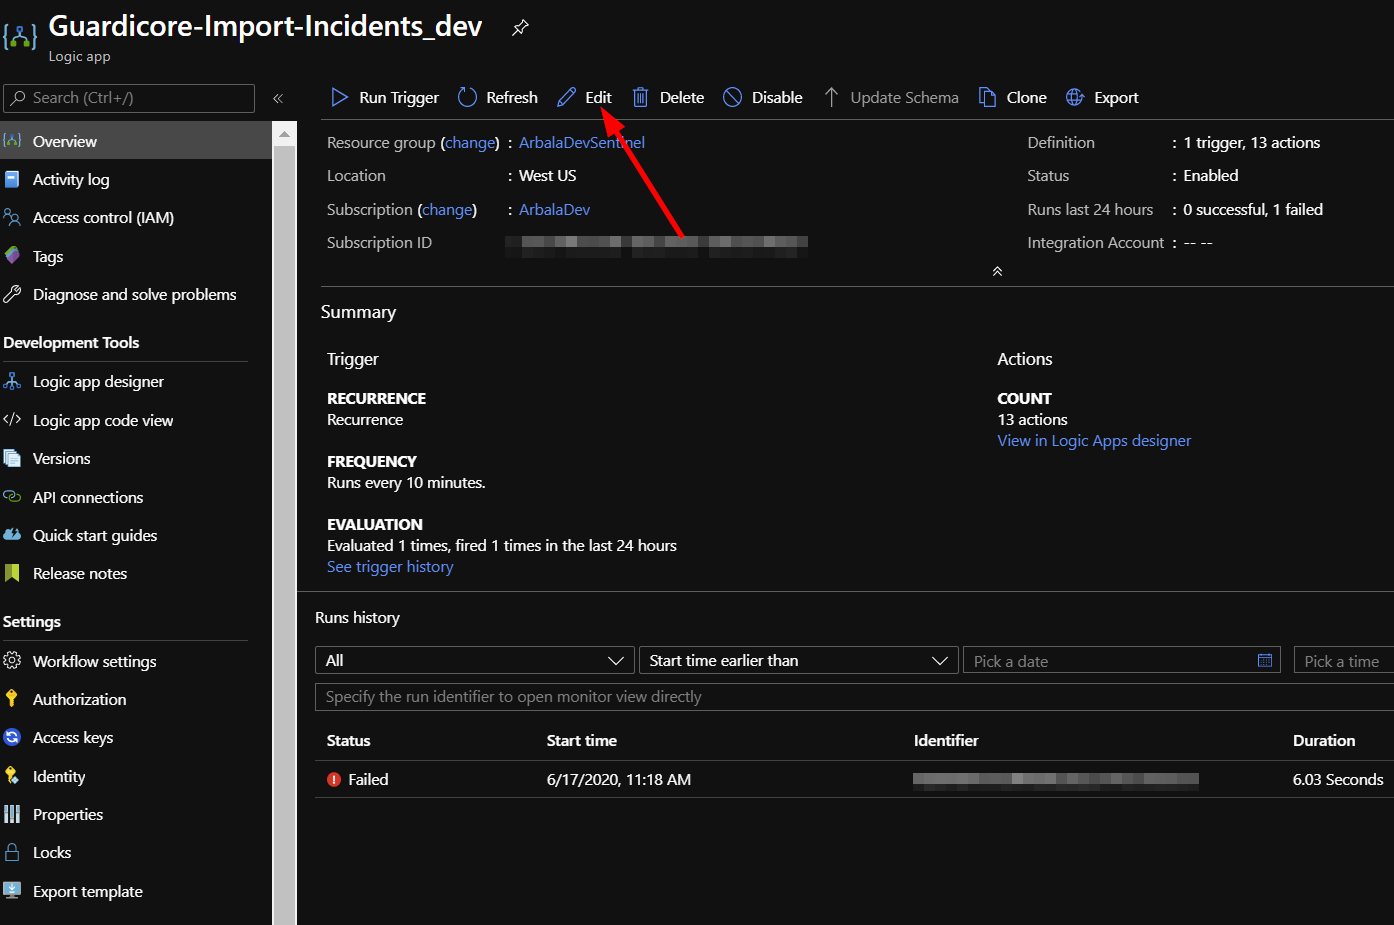 Guardicore-Import-Incidents_dev
Logic app
Search (Ctrl+/)
«
Overview
Activity log
Access control (IAM)
Tags
Diagnose and solve problems
Development Tools
Logic app designer
Logic app code view
Versions
API connections
Quick start guides
Release notes
Settings
Workflow settings
Authorization
Access keys
Identity
Properties
Locks
Export template
Run Trigger Refresh Edit Delete Disable Update Schema Clone Export
Resource group (change) : ArbalaDevSentinel
Location : West US
Subscription (change) : ArbalaDev
Subscription ID
Definition : 1 trigger, 13 actions
Status : Enabled
Runs last 24 hours : 0 successful, 1 failed
Integration Account : -- --
Summary
Trigger
RECURRENCE
Recurrence
FREQUENCY
Runs every 10 minutes.
EVALUATION
Evaluated 1 times, fired 1 times in the last 24 hours
See trigger history
Actions
COUNT
13 actions
View in Logic Apps designer
Runs history
All Start time earlier than Pick a date Pick a time
Specify the run identifier to open monitor view directly
Status Start time Identifier Duration
Failed 6/17/2020, 11:18 AM 6.03 Seconds